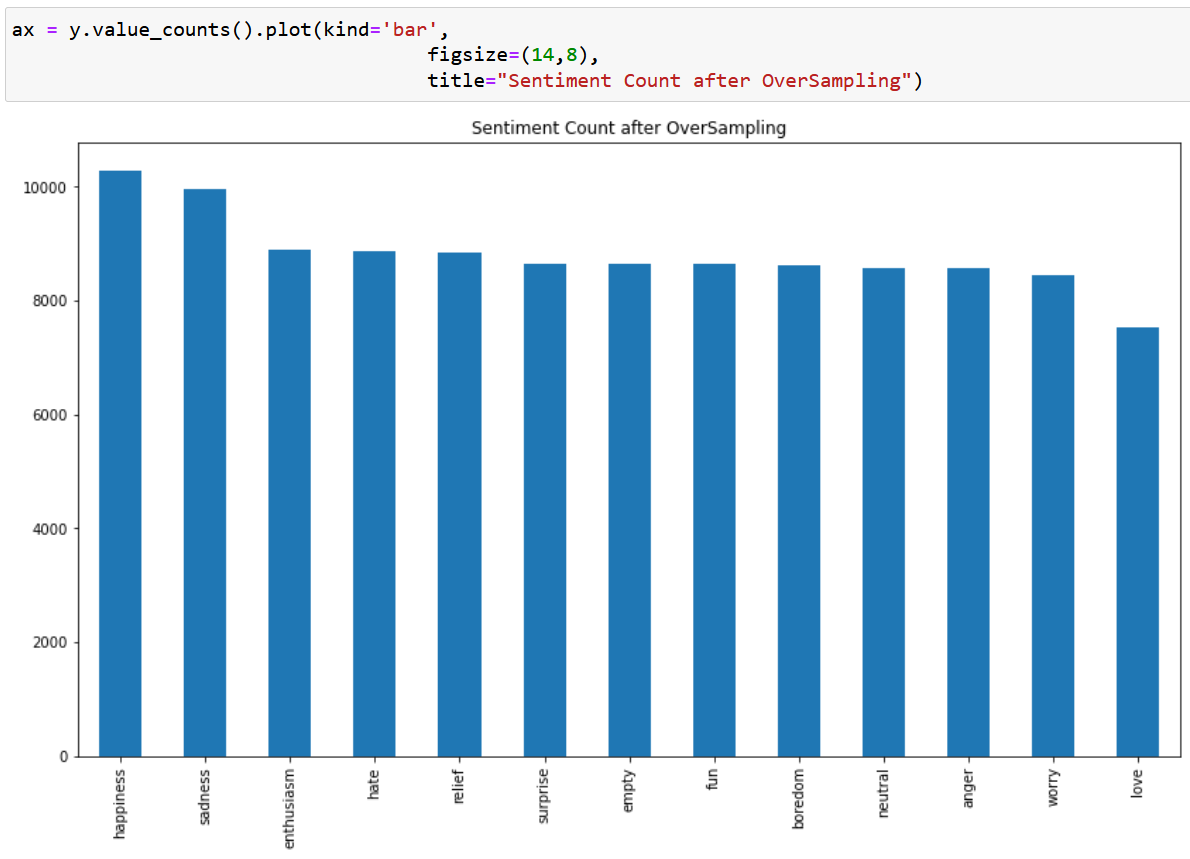 ax = y.value_counts().plot(kind='bar',
figsize=(14,8),
title="Sentiment Count after OverSampling")
Sentiment Count after OverSampling
10000
8000
6000
4000
2000
0
happiness
sadness
enthusiasm
hate
relief
surprise
empty
fun
boredom
neutral
anger
worry
love